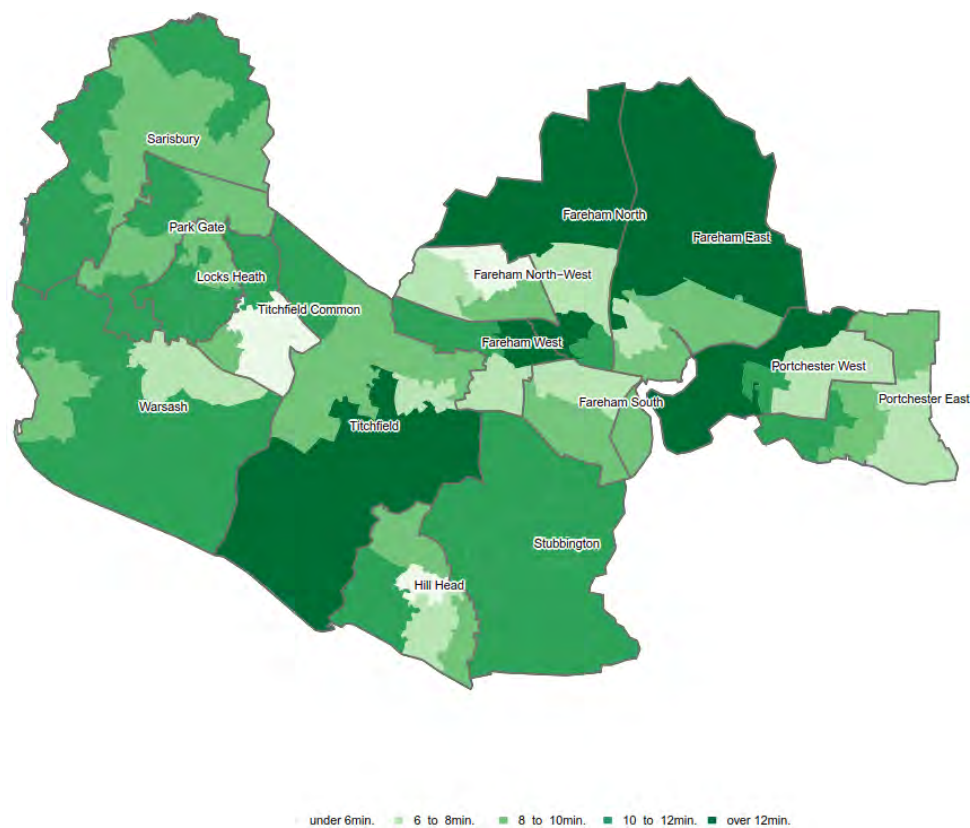 Sarisbury
Fareham North
Park Gate
Fareham East
Locks Heath
Fareham North-West
Titchfield Common
Fareham West
Portchester West
Warsash
Fareham South
Portchester East
Titchfield
Stubbington
Hill Head
under 6min. 6 to 8min. 8 to 10min. 10 to 12min. over 12min.